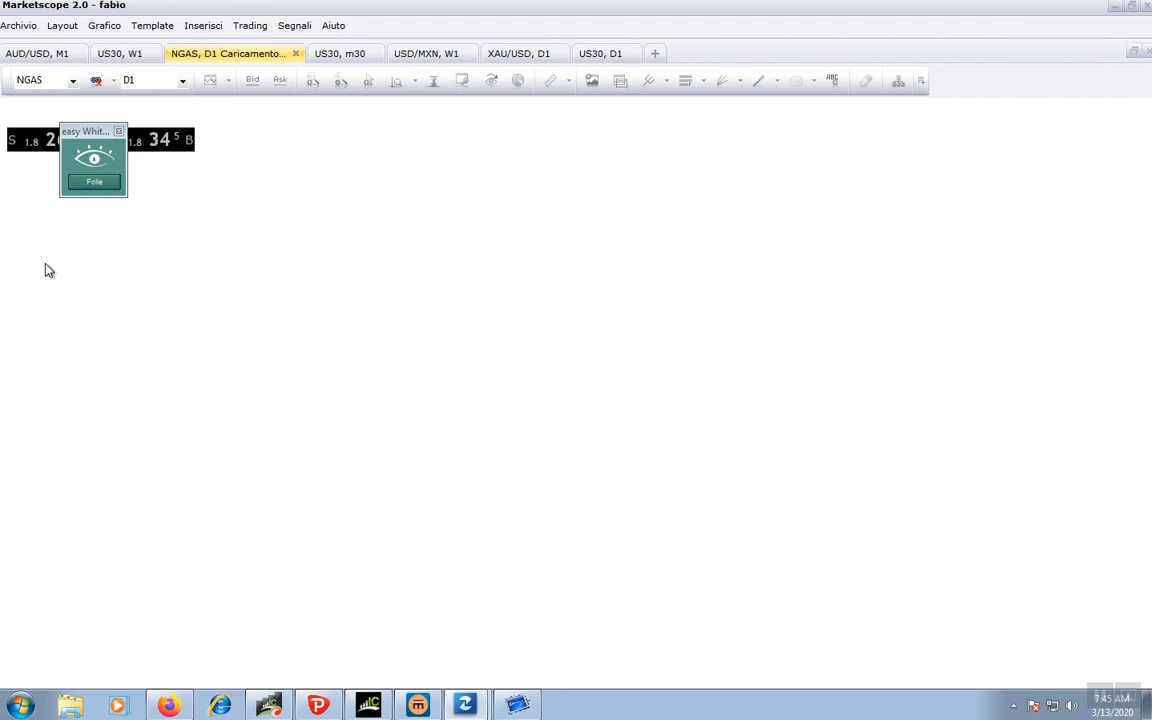 Marketscope 2.0 - fabio
Archivio Layout Grafico Template Inserisci Trading Segnali Aiuto
AUD/USD, M1 US30, W1 NGAS, D1 Caricamento... US30, m30 USD/MXN, W1 XAU/USD, D1 US30, D1
NGAS D1 Bid Ask ABC
easy Whit...
S 1.8 1.8 34 5 B
Folie
7:45 AM
3/13/2020